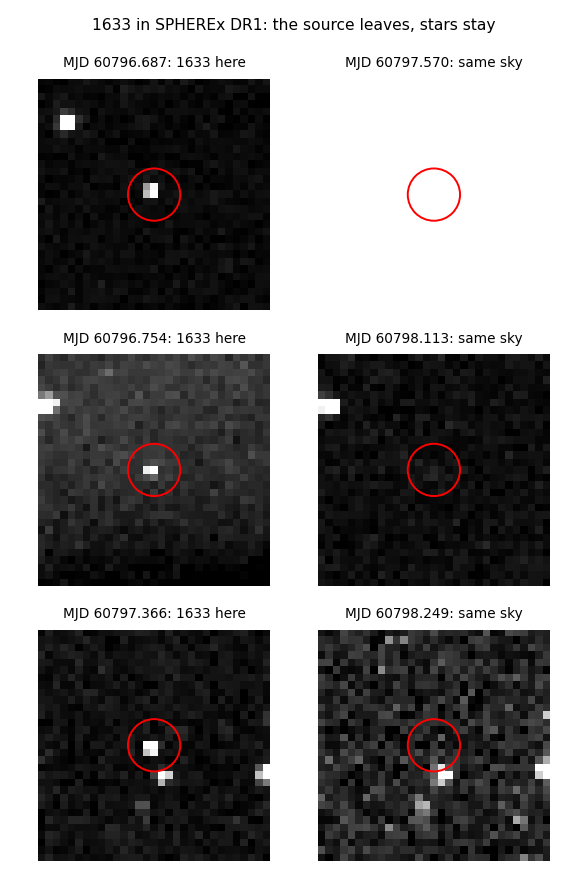 1633 in SPHEREx DR1: the source leaves, stars stay
MJD 60796.687: 1633 here
MJD 60797.570: same sky
MJD 60796.754: 1633 here
MJD 60798.113: same sky
MJD 60797.366: 1633 here
MJD 60798.249: same sky